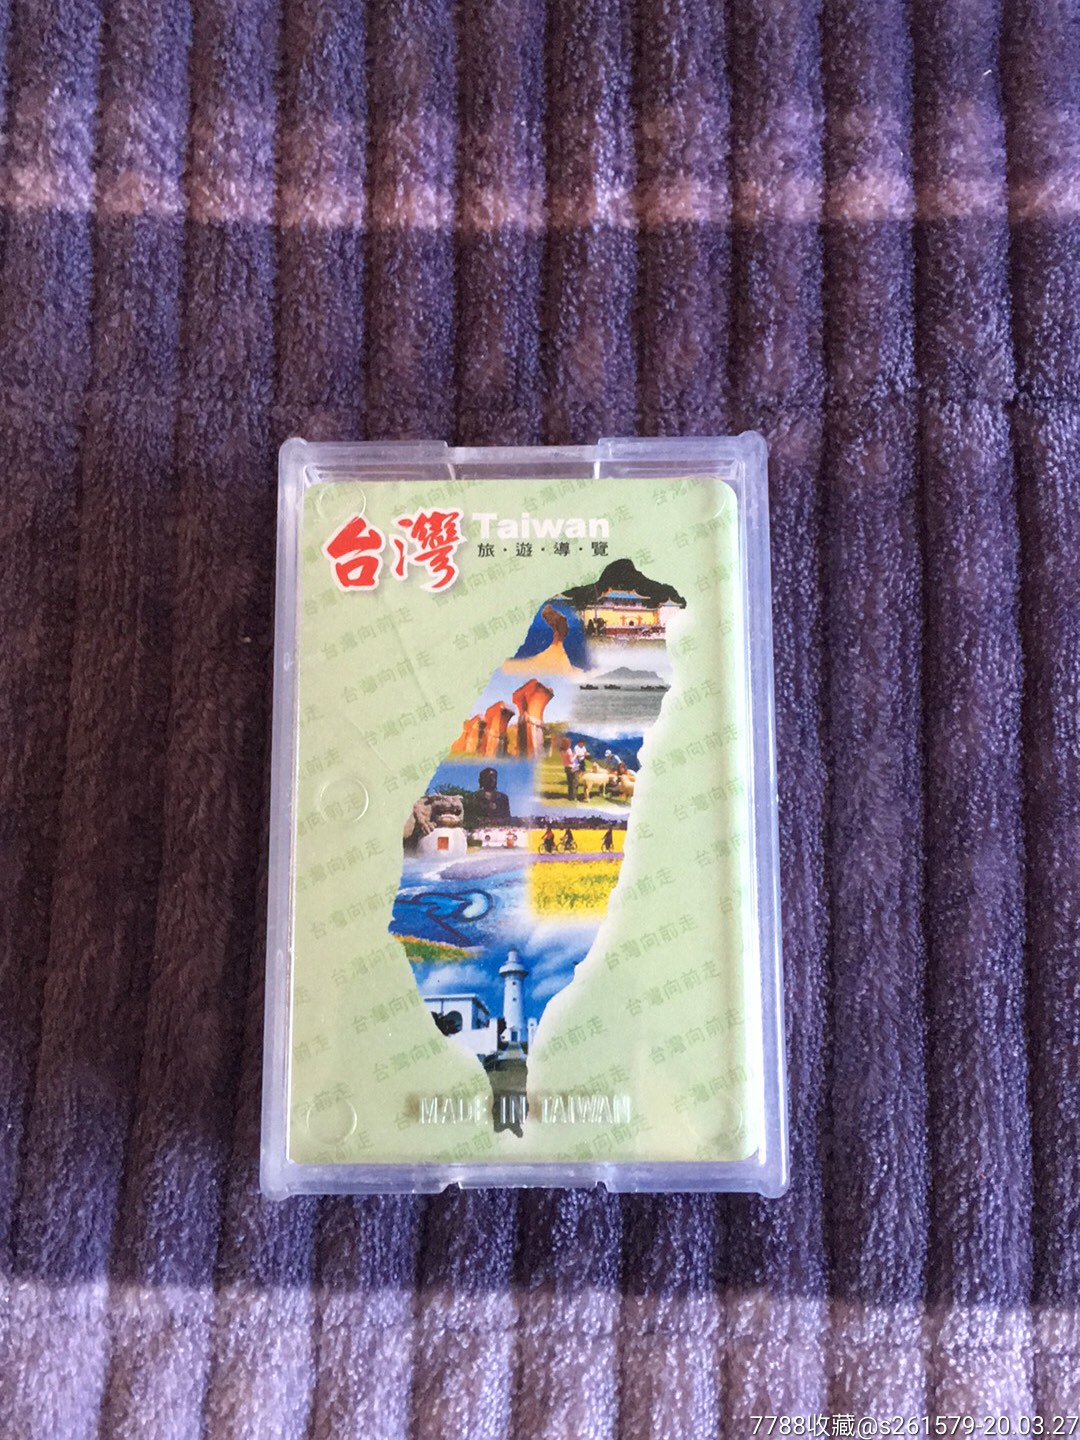 台灣 Taiwan
旅·遊·導·覽
台灣向前走
MADE IN TAIWAN
7788收藏@s261579-20.03.27